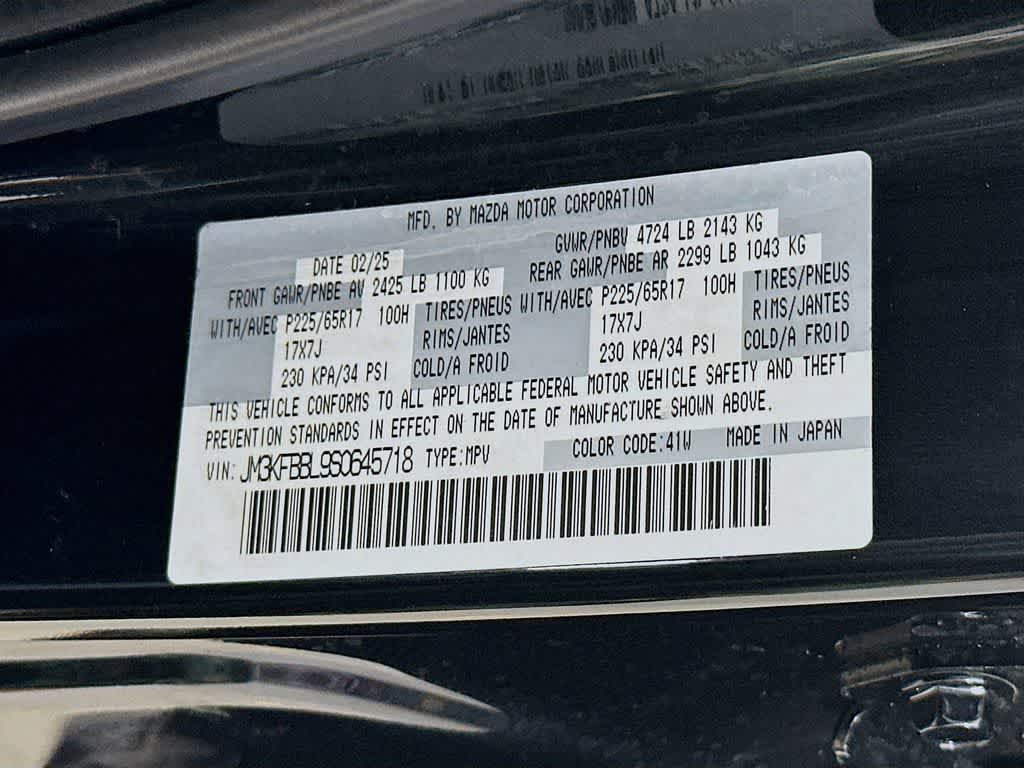 MFD. BY MAZDA MOTOR CORPORATION
DATE 02/25 GVWR/PNBV 4724 LB 2143 KG
FRONT GAWR/PNBE AV 2425 LB 1100 KG REAR GAWR/PNBE AR 2299 LB 1043 KG
WITH/AVEC P225/65R17 100H TIRES/PNEUS WITH/AVEC P225/65R17 100H TIRES/PNEUS
17X7J RIMS/JANTES 17X7J RIMS/JANTES
230 KPA/34 PSI COLD/A FROID 230 KPA/34 PSI COLD/A FROID
THIS VEHICLE CONFORMS TO ALL APPLICABLE FEDERAL MOTOR VEHICLE SAFETY AND THEFT
PREVENTION STANDARDS IN EFFECT ON THE DATE OF MANUFACTURE SHOWN ABOVE.
COLOR CODE:41W MADE IN JAPAN
VIN: JM3KFBBL9S0645718 TYPE:MPV